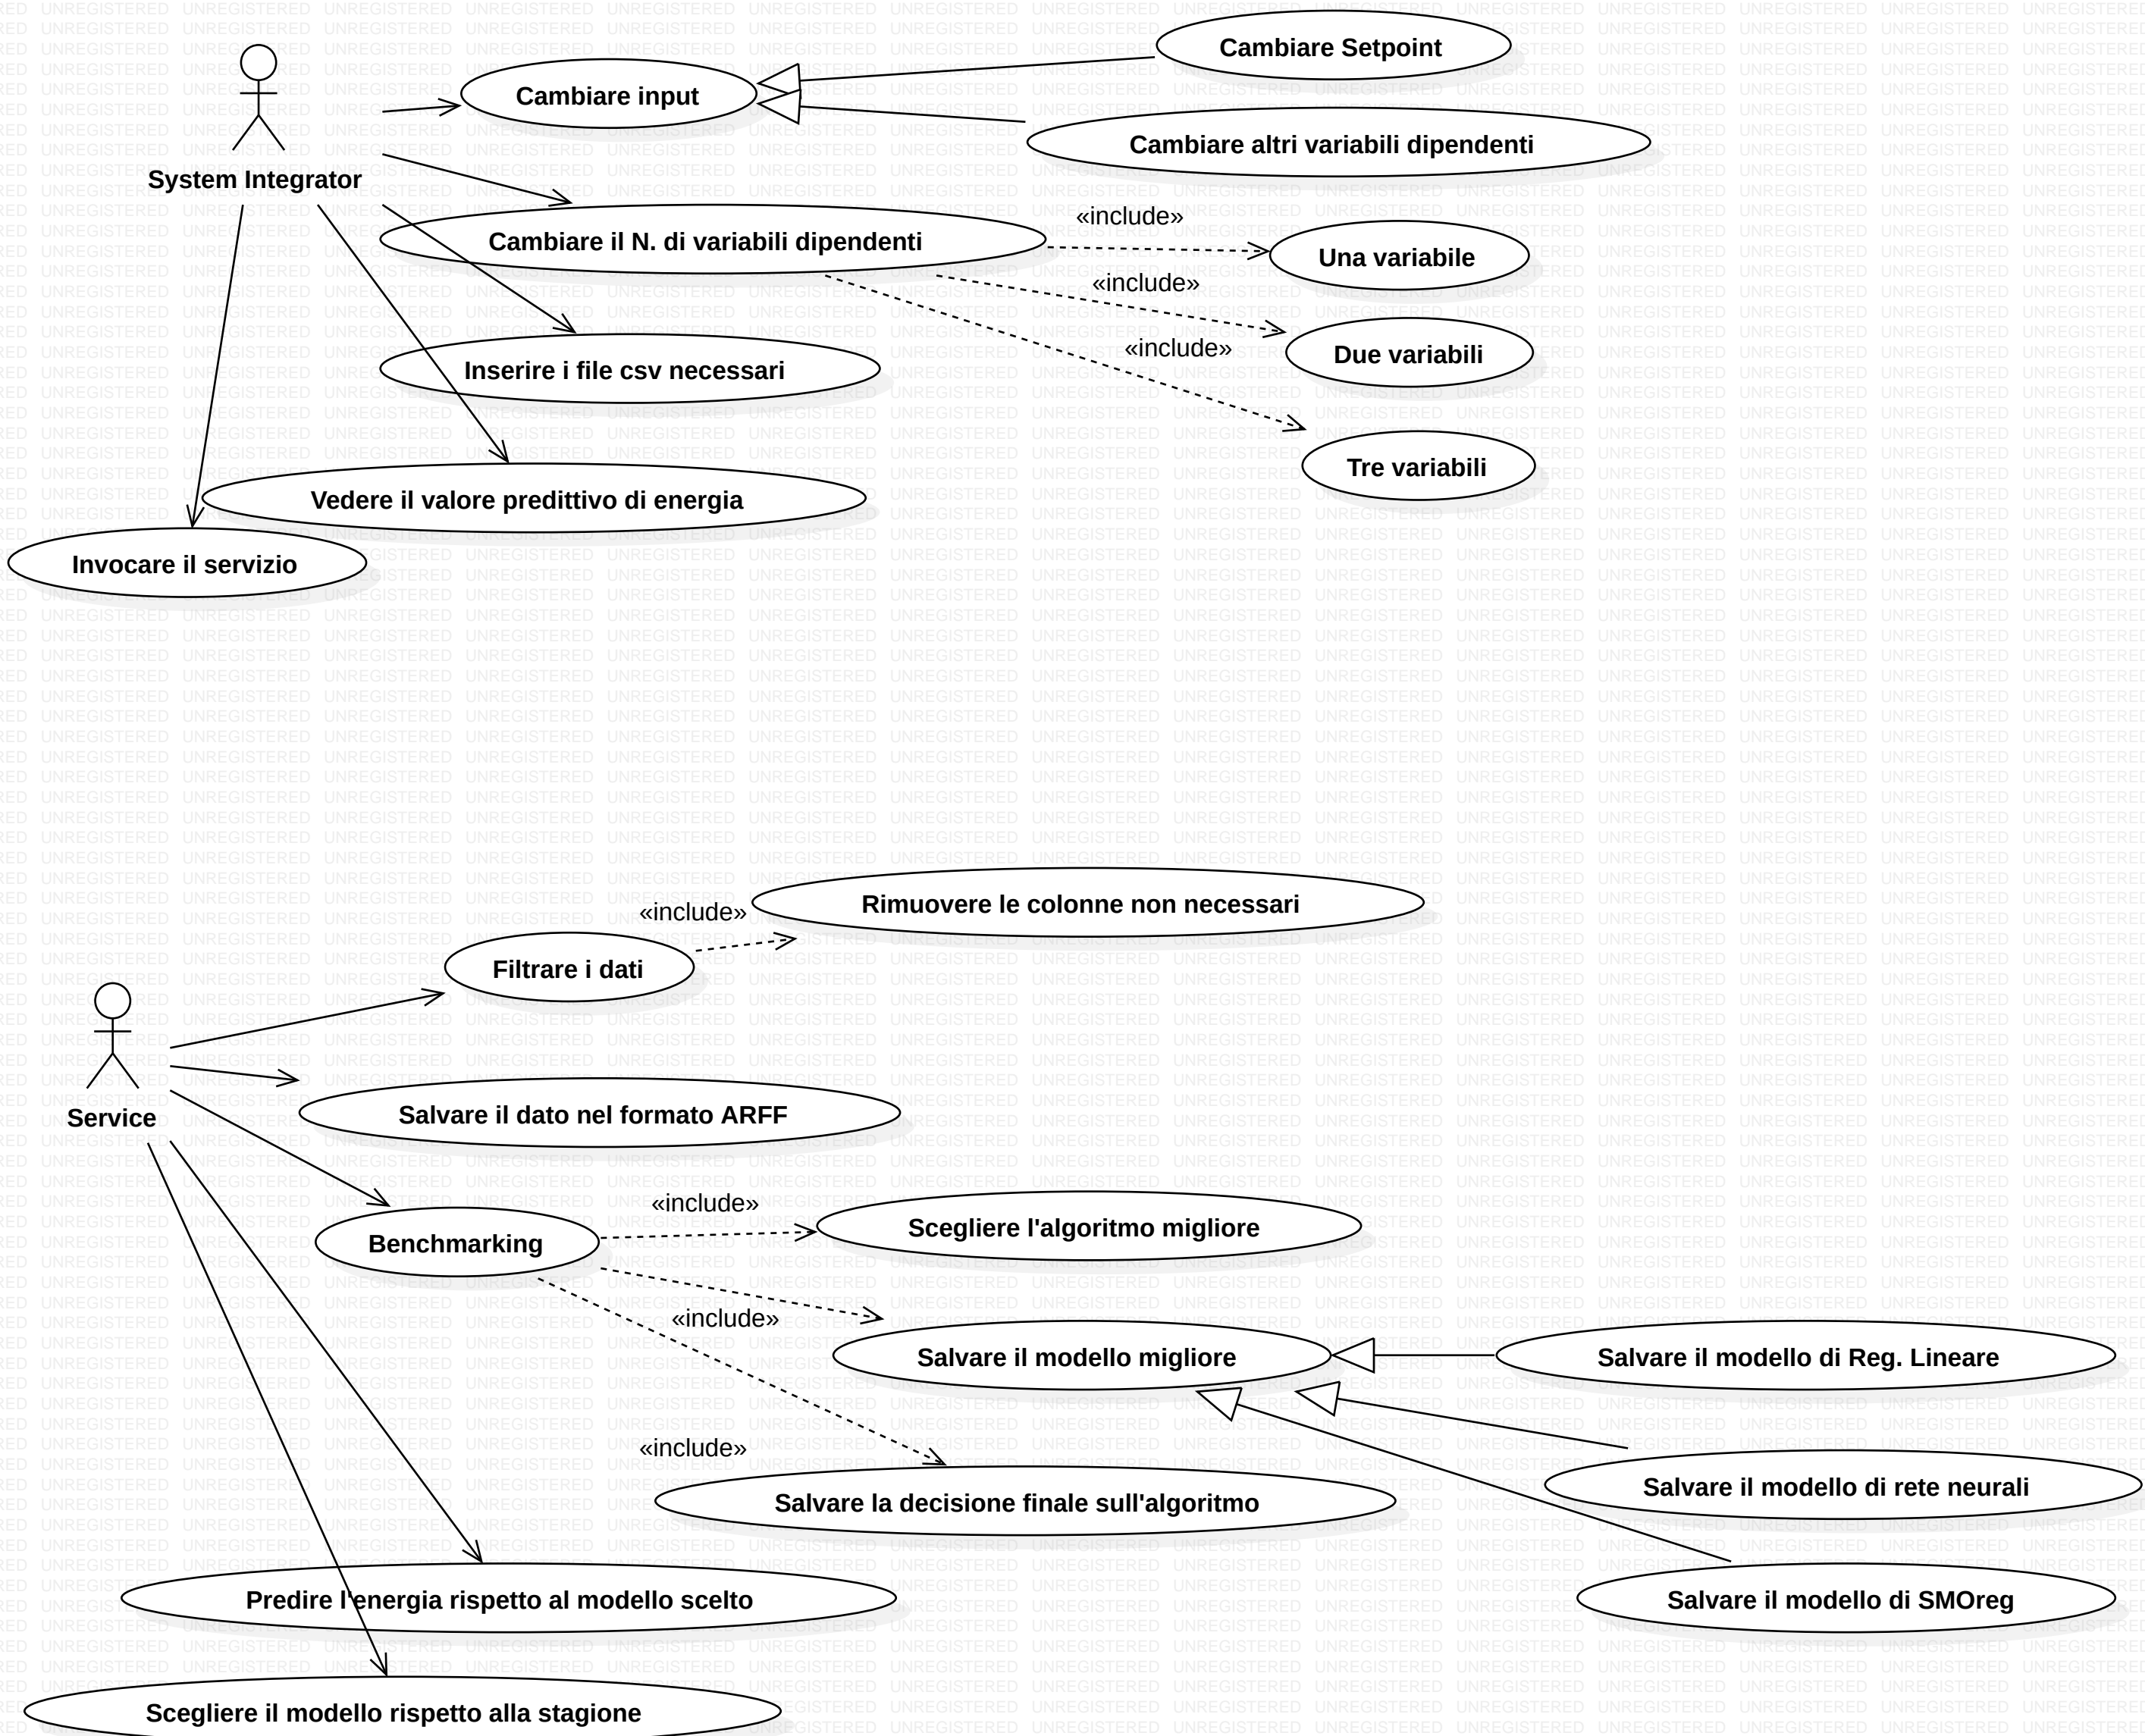 Cambiare Setpoint
Cambiare input
Cambiare altri variabili dipendenti
System Integrator
«include»
Cambiare il N. di variabili dipendenti
Una variabile
«include»
«include»
Due variabili
Inserire i file csv necessari
Tre variabili
Vedere il valore predittivo di energia
Invocare il servizio
Rimuovere le colonne non necessari
«include»
Filtrare i dati
Salvare il dato nel formato ARFF
Service
«include»
Scegliere l'algoritmo migliore
Benchmarking
«include»
Salvare il modello migliore
Salvare il modello di Reg. Lineare
«include»
Salvare il modello di rete neurali
Salvare la decisione finale sull'algoritmo
Predire l'energia rispetto al modello scelto
Salvare il modello di SMOreg
Scegliere il modello rispetto alla stagione
UNREGISTERED